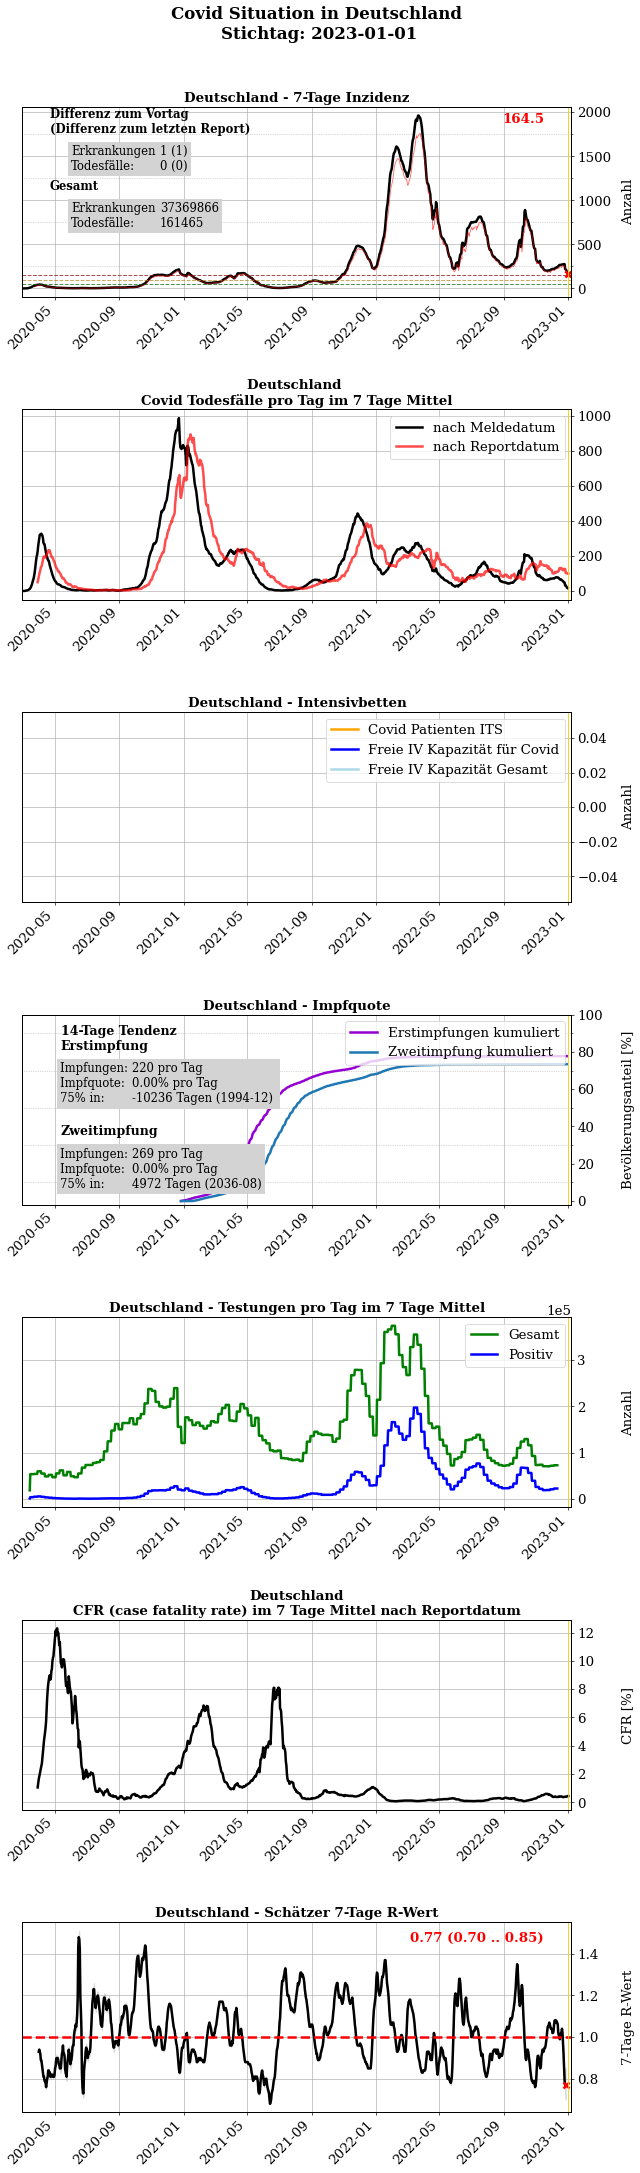 Covid Situation in Deutschland
Stichtag: 2023-01-01
Deutschland - 7-Tage Inzidenz
Differenz zum Vortag
(Differenz zum letzten Report)
Erkrankungen 1 (1)
Todesfälle: 0 (0)
Gesamt
Erkrankungen 37369866
Todesfälle: 161465
164.5
2000
1500
1000
500
0
Anzahl
2020-05 2020-09 2021-01 2021-05 2021-09 2022-01 2022-05 2022-09 2023-01
Deutschland
Covid Todesfälle pro Tag im 7 Tage Mittel
nach Meldedatum
nach Reportdatum
1000
800
600
400
200
0
2020-05 2020-09 2021-01 2021-05 2021-09 2022-01 2022-05 2022-09 2023-01
Deutschland - Intensivbetten
Covid Patienten ITS
Freie IV Kapazität für Covid
Freie IV Kapazität Gesamt
0.04
0.02
0.00
−0.02
−0.04
Anzahl
2020-05 2020-09 2021-01 2021-05 2021-09 2022-01 2022-05 2022-09 2023-01
Deutschland - Impfquote
14-Tage Tendenz
Erstimpfung
Impfungen: 220 pro Tag
Impfquote: 0.00% pro Tag
75% in: -10236 Tagen (1994-12)
Zweitimpfung
Impfungen: 269 pro Tag
Impfquote: 0.00% pro Tag
75% in: 4972 Tagen (2036-08)
Erstimpfungen kumuliert
Zweitimpfung kumuliert
100
80
60
40
20
0
Bevölkerungsanteil [%]
2020-05 2020-09 2021-01 2021-05 2021-09 2022-01 2022-05 2022-09 2023-01
Deutschland - Testungen pro Tag im 7 Tage Mittel
1e5
Gesamt
Positiv
3
2
1
0
Anzahl
2020-05 2020-09 2021-01 2021-05 2021-09 2022-01 2022-05 2022-09 2023-01
Deutschland
CFR (case fatality rate) im 7 Tage Mittel nach Reportdatum
12
10
8
6
4
2
0
CFR [%]
2020-05 2020-09 2021-01 2021-05 2021-09 2022-01 2022-05 2022-09 2023-01
Deutschland - Schätzer 7-Tage R-Wert
0.77 (0.70 .. 0.85)
1.4
1.2
1.0
0.8
7-Tage R-Wert
2020-05 2020-09 2021-01 2021-05 2021-09 2022-01 2022-05 2022-09 2023-01